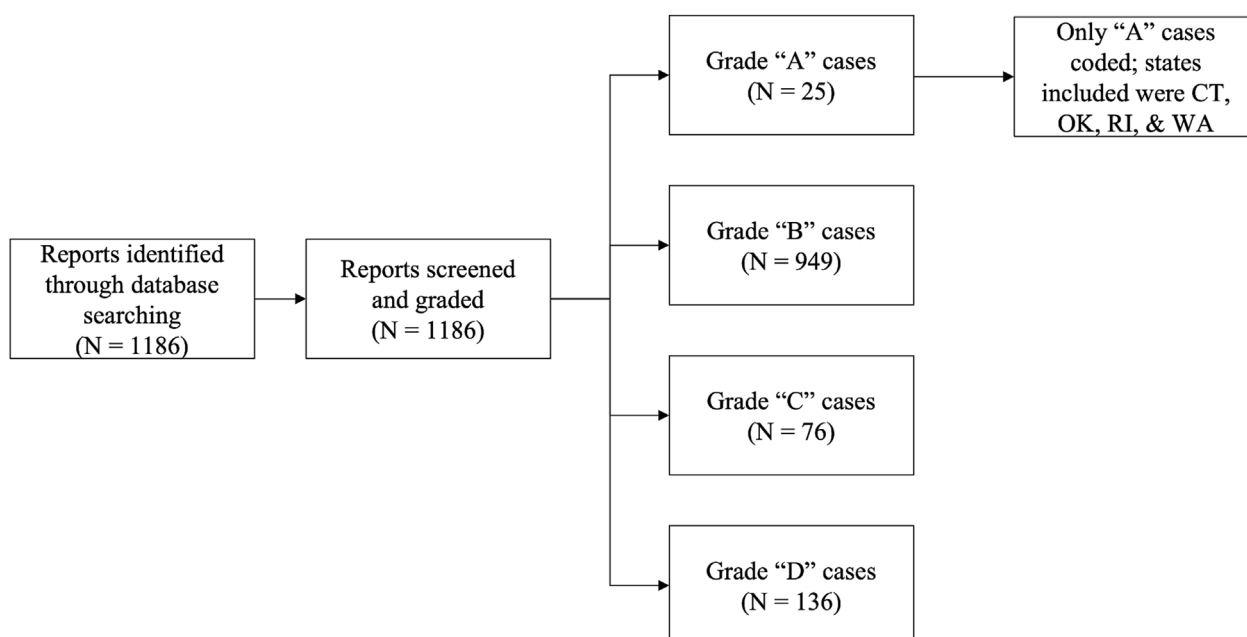 Reports identified
through database
searching
(N = 1186)
Reports screened
and graded
(N = 1186)
Grade “A” cases
(N = 25)
Only “A” cases
coded; states
included were CT,
OK, RI, & WA
Grade “B” cases
(N = 949)
Grade “C” cases
(N = 76)
Grade “D” cases
(N = 136)